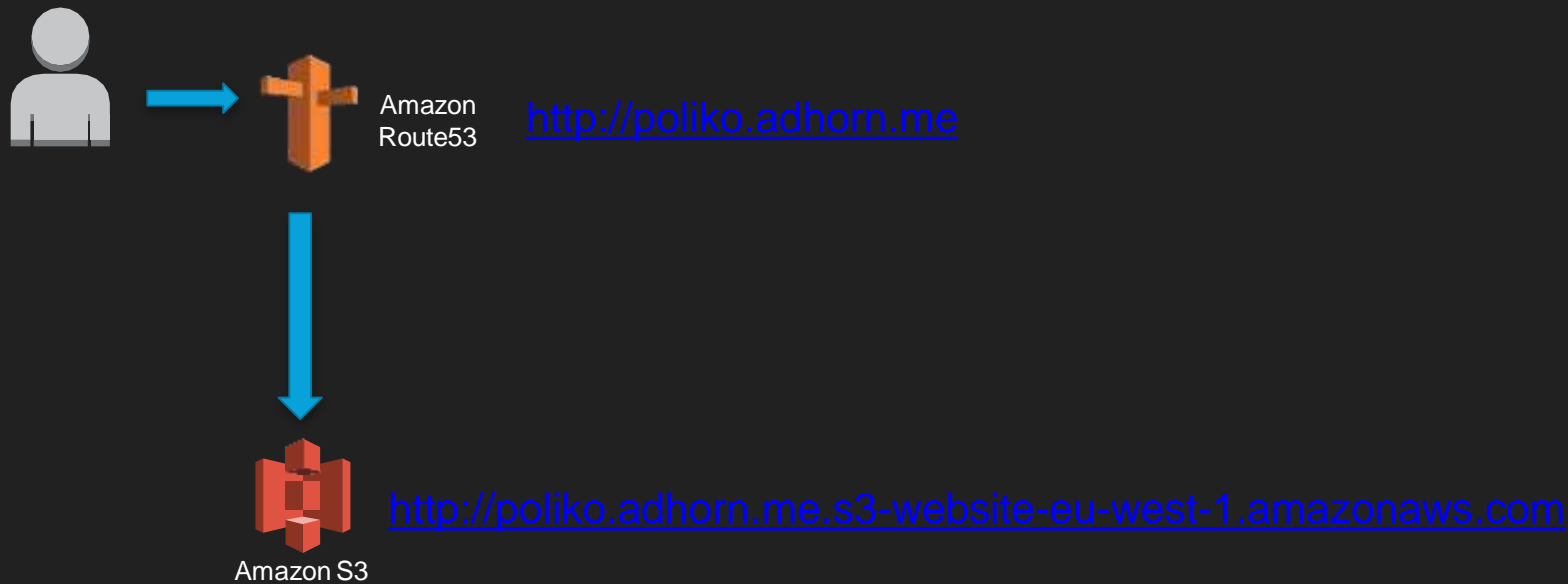 Amazon
Route53
http://poliko.adhorn.me
http://poliko.adhorn.me.s3-website-eu-west-1.amazonaws.com
Amazon S3